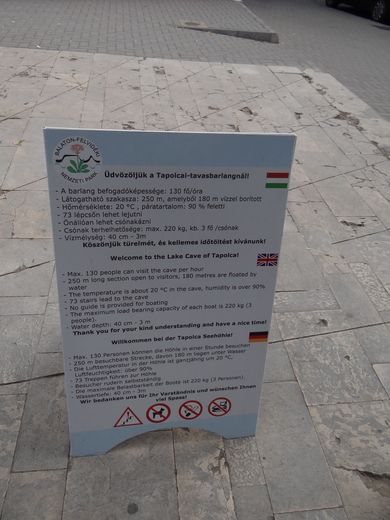 BALATON-FELVIDÉKI
NEMZETI PARK
Üdvözöljük a Tapolcai-tavasbarlangnál!
- A barlang befogadóképessége: 130 fő/óra
- Látogatható szakasza: 250 m, amelyből 180 m vízzel borított
- Hőmérséklete: 20 °C , páratartalom: 90 % feletti
- 73 lépcsőn lehet lejutni
- Önállóan lehet csónakázni
- Csónak terhelhetősége: max. 220 kg, kb. 3 fő /csónak
- Vízmélység: 40 cm - 3m
Köszönjük türelmét, és kellemes időtöltést kívánunk!
Welcome to the Lake Cave of Tapolca!
- Max. 130 people can visit the cave per hour
- 250 m long section open to visitors, 180 metres are floated by
water
- The temperature is about 20 °C in the cave, humidity is over 90%
- 73 stairs lead to the cave
- No guide is provided for boating
- The maximum load bearing capacity of each boat is 220 kg (3
people).
- Water depth: 40 cm - 3 m
Thank you for your kind understanding and have a nice time!
Willkommen bei der Tapolca Seehöhle!
- Max. 130 Personen können die Höhle in einer Stunde besuchen
- 250 m besuchbare Strecke, davon 180 m liegen unter Wasser
- Die Lufttemperatur in der Höhle ist ganzjährig um 20 °C,
Luftfeuchtigkeit: über 90%
- 73 Treppen führen zur Höhle
- Besucher rudern selbstständig
- Die maximale Belastbarkeit der Boots ist 220 kg (3 Personen).
- Wassertiefe: 40 cm - 3m
Wir bedanken uns für Ihr Verständnis und wünschen Ihnen
viel Spass!